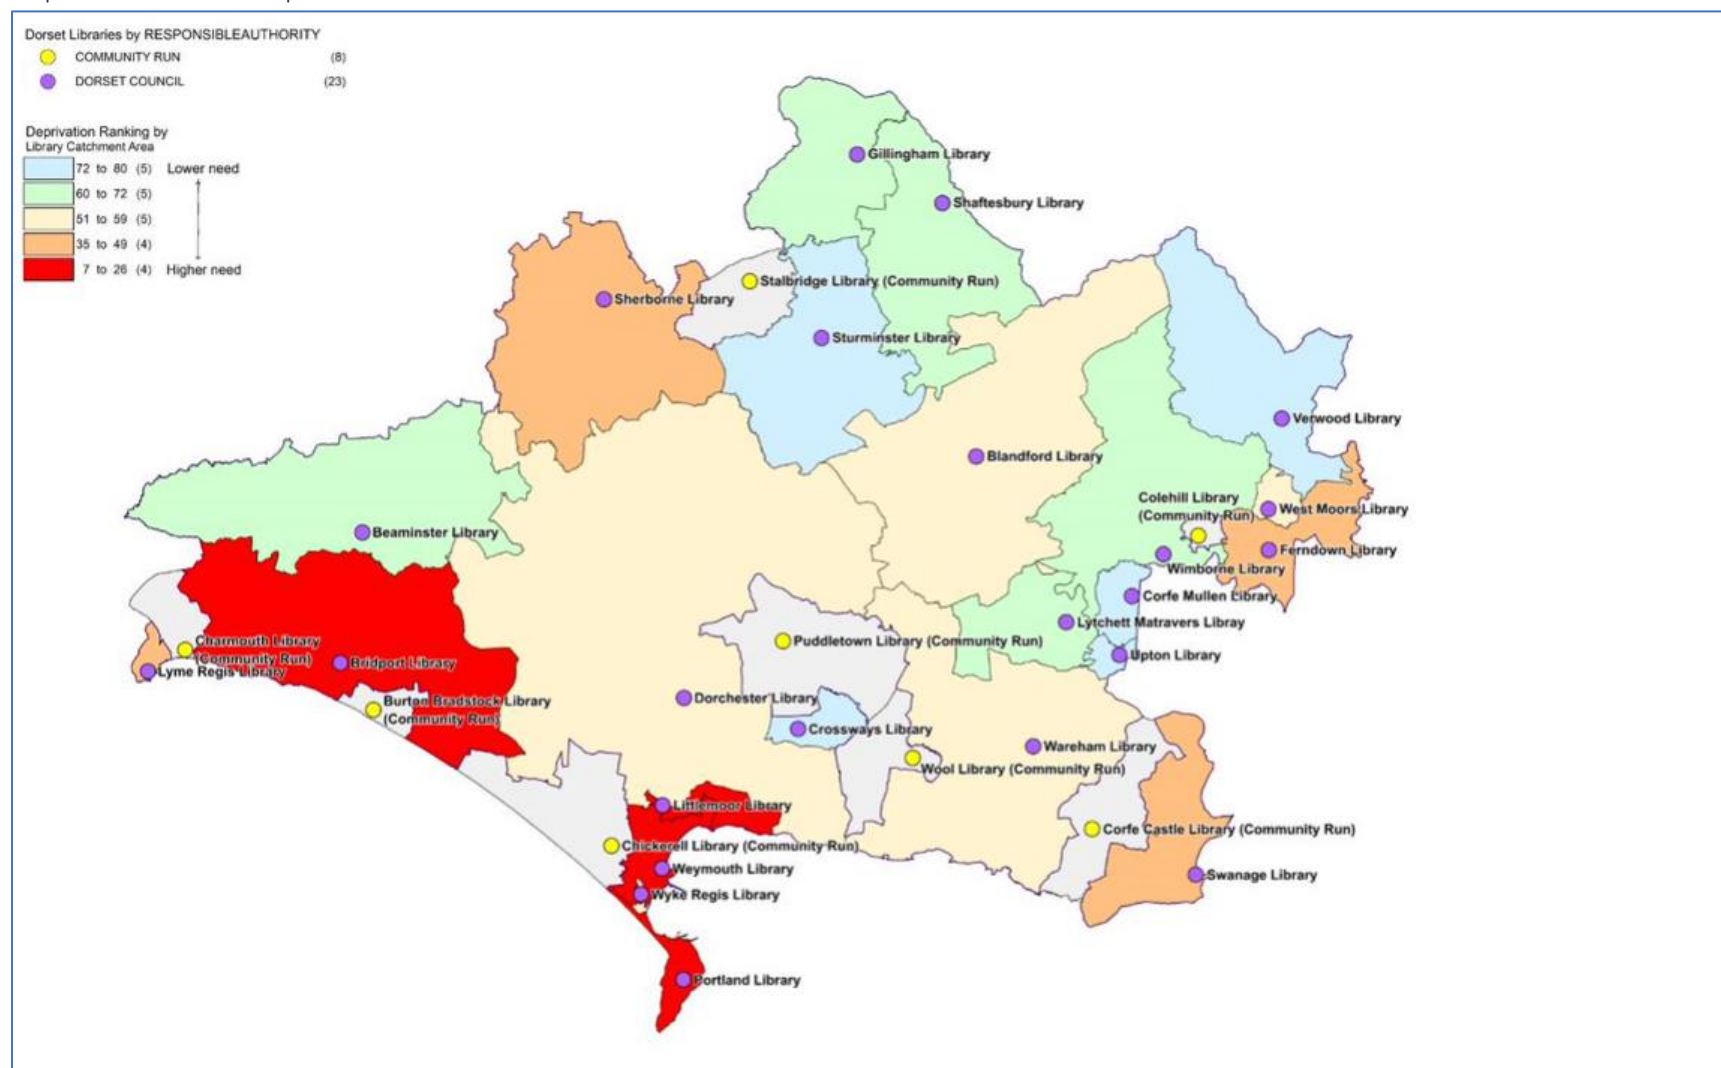 Dorset Libraries by RESPONSIBLEAUTHORITY
COMMUNITY RUN (8)
DORSET COUNCIL (23)
Deprivation Ranking by
Library Catchment Area
72 to 80 (5) Lower need
60 to 72 (5)
51 to 59 (5)
35 to 49 (4)
7 to 26 (4) Higher need
Gillingham Library
Shaftesbury Library
Stalbridge Library (Community Run)
Sherborne Library
Sturminster Library
Verwood Library
Blandford Library
Colehill Library
(Community Run)
West Moors Library
Beaminster Library
Ferndown Library
Wimborne Library
Corfe Mullen Library
Lytchett Matravers Libray
Charmouth Library
(Community Run)
Puddletown Library (Community Run)
Upton Library
Bridport Library
Lyme Regis Library
Burton Bradstock Library
(Community Run)
Dorchester Library
Crossways Library
Wareham Library
Wool Library (Community Run)
Littlemoor Library
Corfe Castle Library (Community Run)
Chickerell Library (Community Run)
Weymouth Library
Swanage Library
Wyke Regis Library
Portland Library